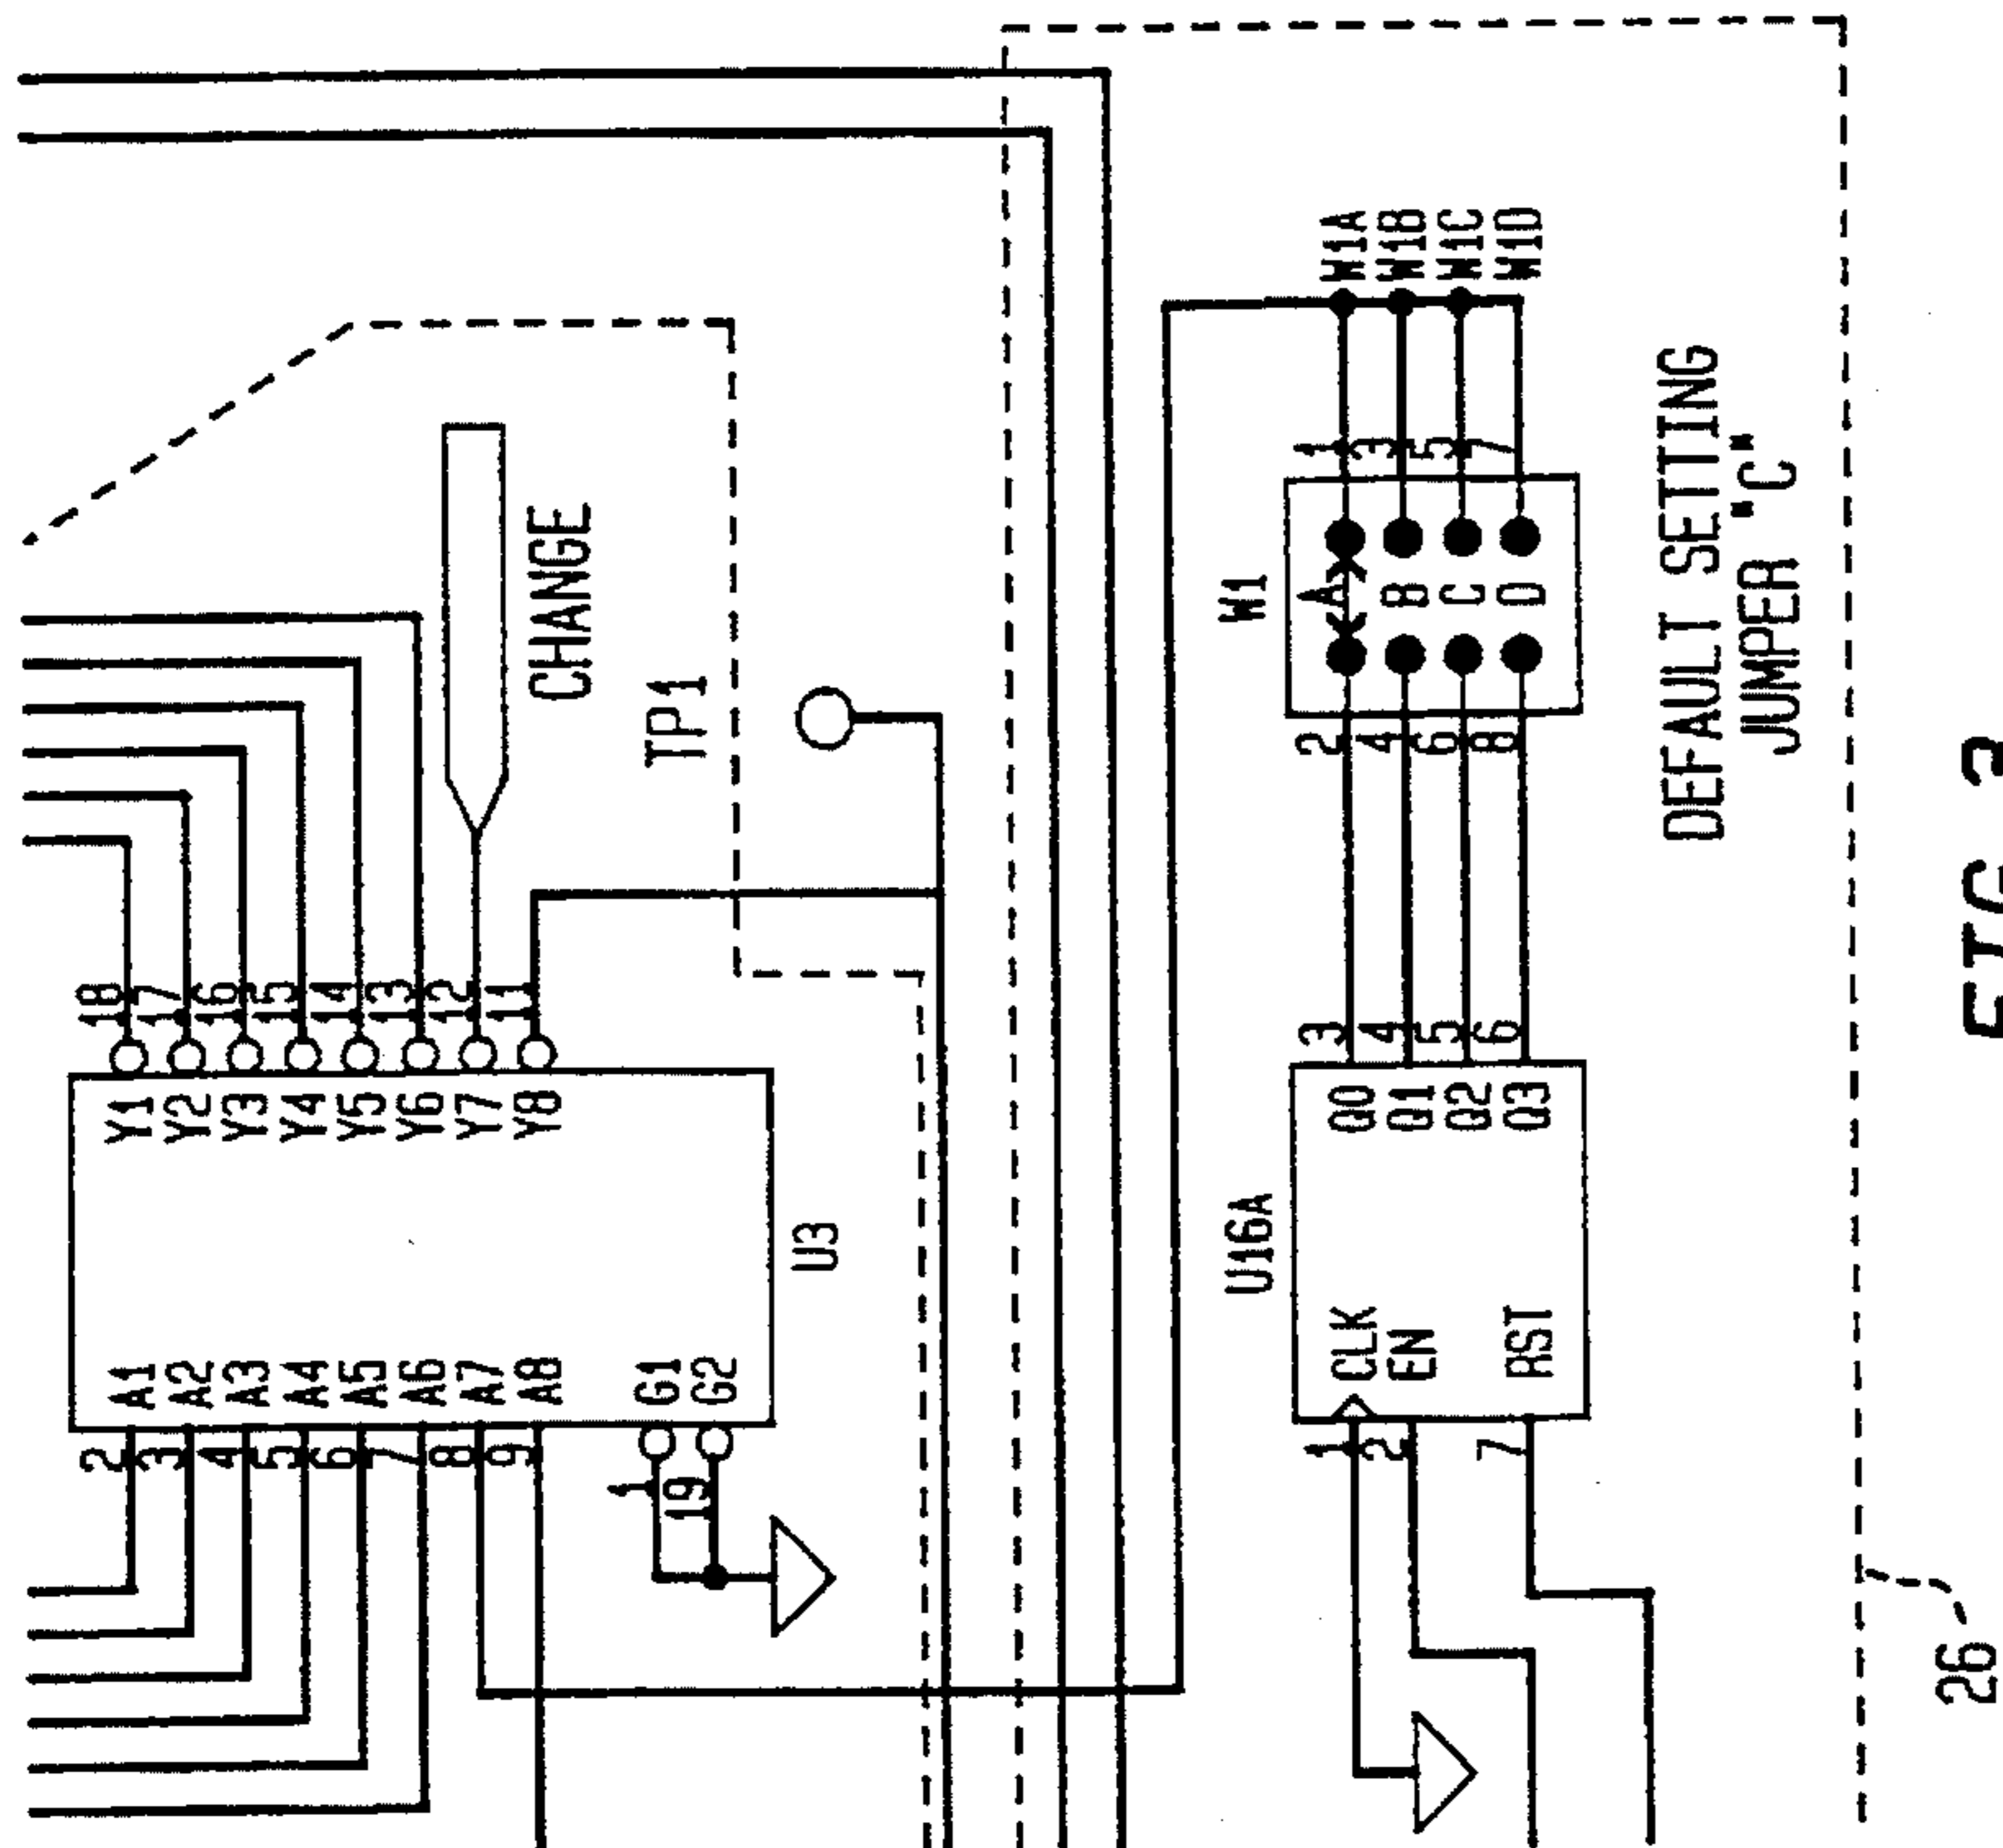 W1A
W1B
W1C
W1D
CHANGE
TP1
W1
1
3
5
7
A
B
C
D
2
4
6
8
DEFAULT SETTING
JUMPER "C"
18
17
16
15
14
13
12
11
Y1
Y2
Y3
Y4
Y5
Y6
Y7
Y8
U3
A1
A2
A3
A4
A5
A6
A7
A8
G1
G2
2
3
4
5
6
7
8
9
1
19
3
4
5
6
Q0
Q1
Q2
Q3
U16A
CLK
EN
RST
1
2
7
26
FIG 3